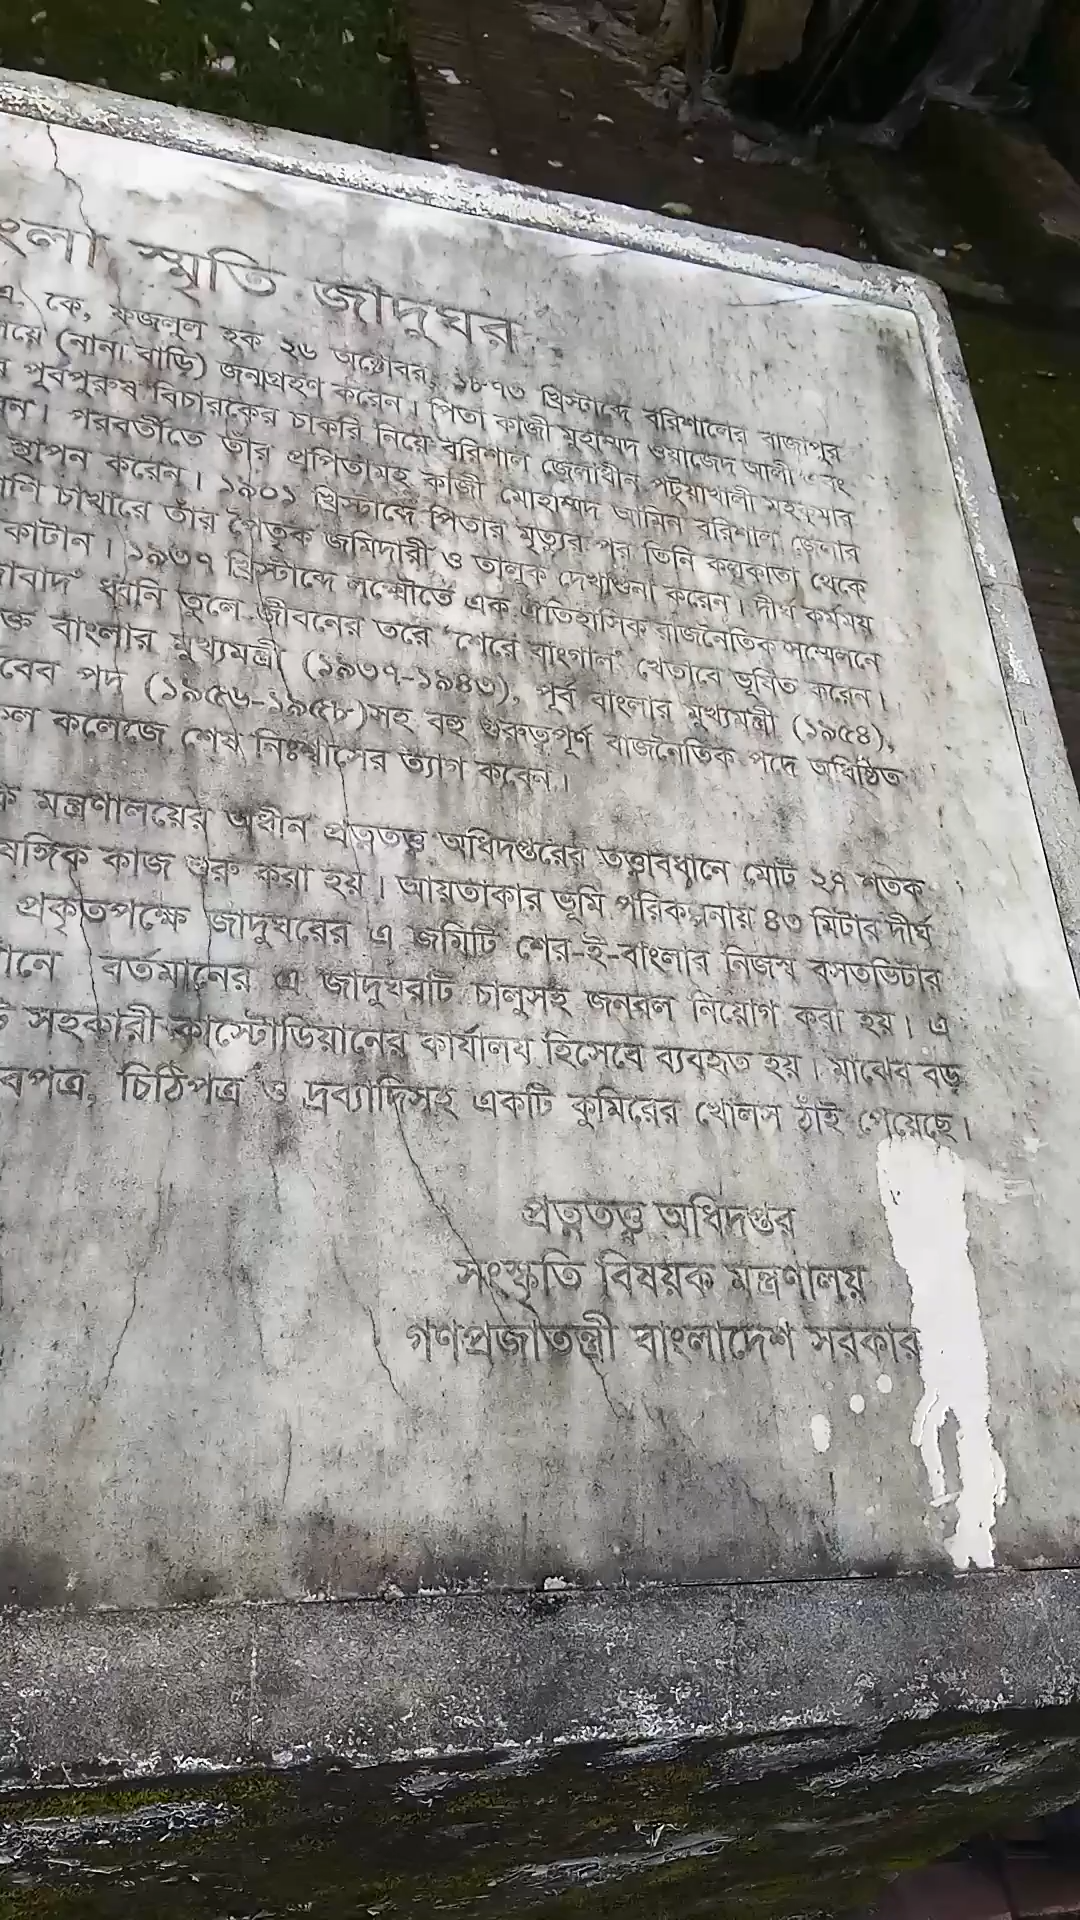 স্মৃতি জাদুঘর
এ. কে, ফজলুল হক ২৬ অক্টোবর, ১৮৭৩ খ্রিস্টাব্দে বরিশালের রাজাপুর
(নানা বাড়ি) জন্মগ্রহণ করেন। পিতা কাজী মুহাম্মদ ওয়াজেদ আলী এবং
পূর্বপুরুষ বিচারকের চাকরি নিয়ে বরিশাল জেলাধীন পটুয়াখালী মহকুমার
পরবর্তীতে তাঁর প্রপিতামহ কাজী মোহাম্মদ আমিন বরিশাল জেলার
স্থাপন করেন। ১৯০১ খ্রিস্টাব্দে পিতার মৃত্যুর পর তিনি কলকাতা থেকে
চাখারে তাঁর পৈতৃক জমিদারী ও তালুক দেখাশুনা করেন। দীর্ঘ কর্মময়
কাটান। ১৯৩৭ খ্রিস্টাব্দে লক্ষ্ণৌতে এক ঐতিহাসিক রাজনৈতিক সম্মেলনে
ধ্বনি তুলে জীবনের তরে 'শেরে বাংগাল' খেতাবে ভূষিত করেন।
বাংলার মুখ্যমন্ত্রী (১৯৩৭-১৯৪৩), পূর্ব বাংলার মুখ্যমন্ত্রী (১৯৫৪),
পদ (১৯৫৬-১৯৫৮)সহ বহু গুরুত্বপূর্ণ রাজনৈতিক পদে অধিষ্ঠিত
কলেজে শেষ নিঃশ্বাসের ত্যাগ করেন।
মন্ত্রণালয়ের অধীন প্রত্নতত্ত্ব অধিদপ্তরের তত্ত্বাবধানে মোট ২৭ শতক
কাজ শুরু করা হয়। আয়তাকার ভূমি পরিকল্পনায় ৪৩ মিটার দীর্ঘ
প্রকৃতপক্ষে জাদুঘরের এ জমিটি শের-ই-বাংলার নিজস্ব বসতভিটার
বর্তমানের এ জাদুঘরটি চালুসহ জনবল নিয়োগ করা হয়। এ
সহকারী কাস্টোডিয়ানের কার্যালয় হিসেবে ব্যবহৃত হয়। মাঝের বড়
চিঠিপত্র ও দ্রব্যাদিসহ একটি কুমিরের খোলস ঠাঁই পেয়েছে।
প্রত্নতত্ত্ব অধিদপ্তর
সংস্কৃতি বিষয়ক মন্ত্রণালয়
গণপ্রজাতন্ত্রী বাংলাদেশ সরকার